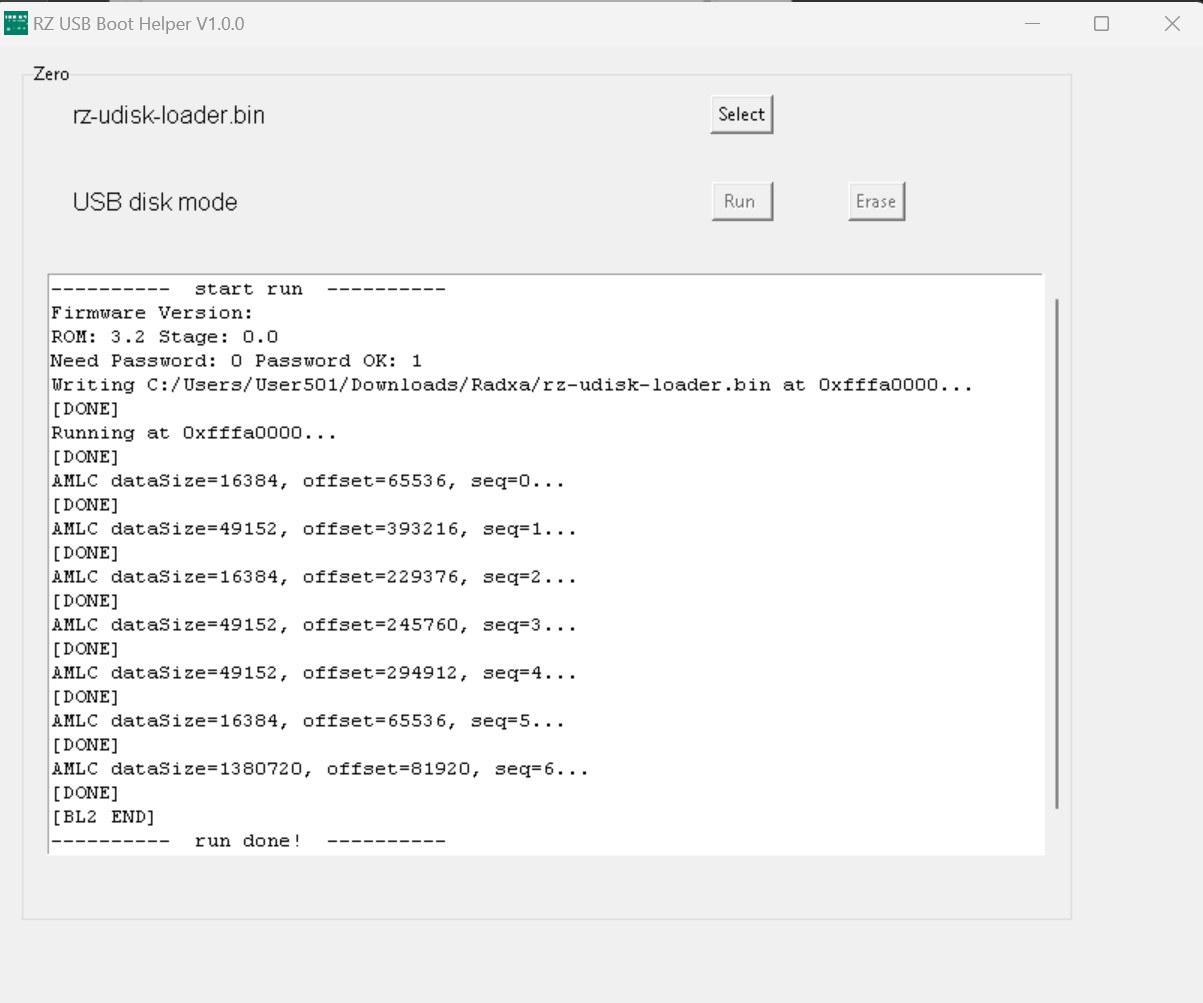 RZ USB Boot Helper V1.0.0
Zero
rz-udisk-loader.bin Select
USB disk mode Run Erase
---------- start run ----------
Firmware Version:
ROM: 3.2 Stage: 0.0
Need Password: 0 Password OK: 1
Writing C:/Users/User501/Downloads/Radxa/rz-udisk-loader.bin at 0xfffa0000...
[DONE]
Running at 0xfffa0000...
[DONE]
AMLC dataSize=16384, offset=65536, seq=0...
[DONE]
AMLC dataSize=49152, offset=393216, seq=1...
[DONE]
AMLC dataSize=16384, offset=229376, seq=2...
[DONE]
AMLC dataSize=49152, offset=245760, seq=3...
[DONE]
AMLC dataSize=49152, offset=294912, seq=4...
[DONE]
AMLC dataSize=16384, offset=65536, seq=5...
[DONE]
AMLC dataSize=1380720, offset=81920, seq=6...
[DONE]
[BL2 END]
---------- run done! ----------